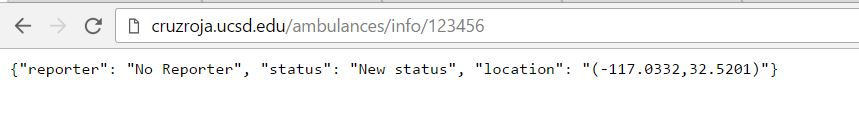 cruzroja.ucsd.edu/ambulances/info/123456
{"reporter": "No Reporter", "status": "New status", "location": "(-117.0332,32.5201)"}